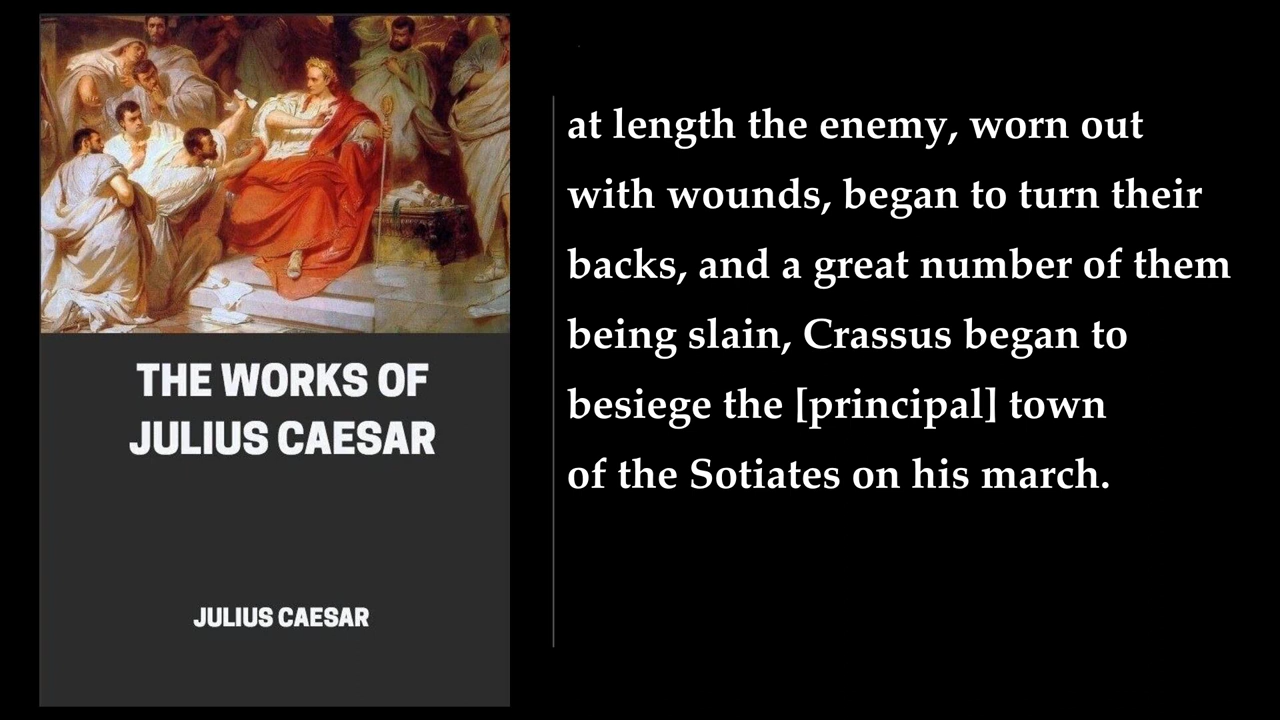 THE WORKS OF
JULIUS CAESAR
JULIUS CAESAR
at length the enemy, worn out
with wounds, began to turn their
backs, and a great number of them
being slain, Crassus began to
besiege the [principal] town
of the Sotiates on his march.